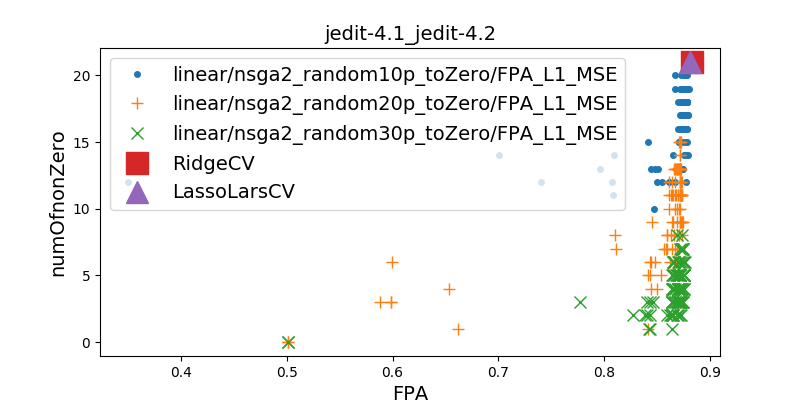 jedit-4.1_jedit-4.2
linear/nsga2_random10p_toZero/FPA_L1_MSE
linear/nsga2_random20p_toZero/FPA_L1_MSE
linear/nsga2_random30p_toZero/FPA_L1_MSE
RidgeCV
LassoLarsCV
numOfnonZero
20
15
10
5
0
0.4
0.5
0.6
0.7
0.8
0.9
FPA